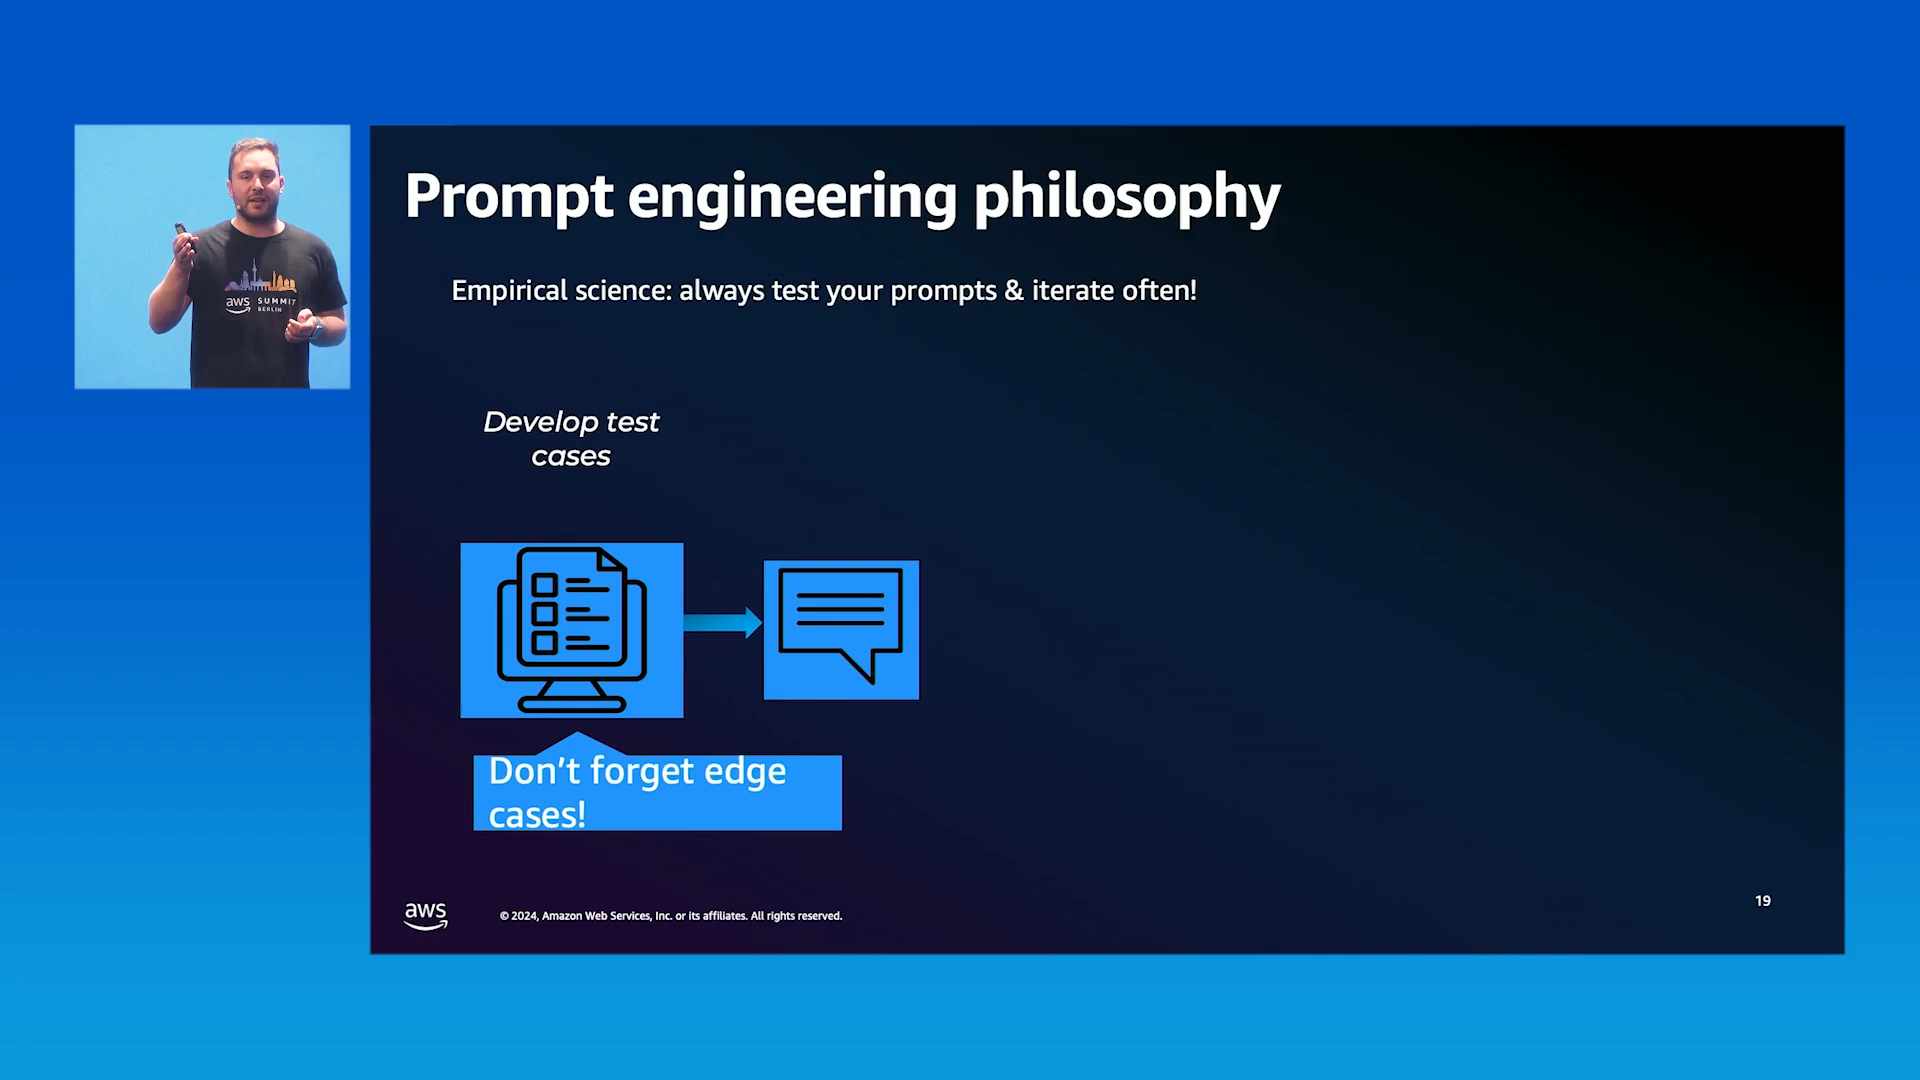 Prompt engineering philosophy
Empirical science: always test your prompts & iterate often!
Develop test
cases
Don’t forget edge
cases!
aws
© 2024, Amazon Web Services, Inc. or its affiliates. All rights reserved.
19
aws SUMMIT
BERLIN